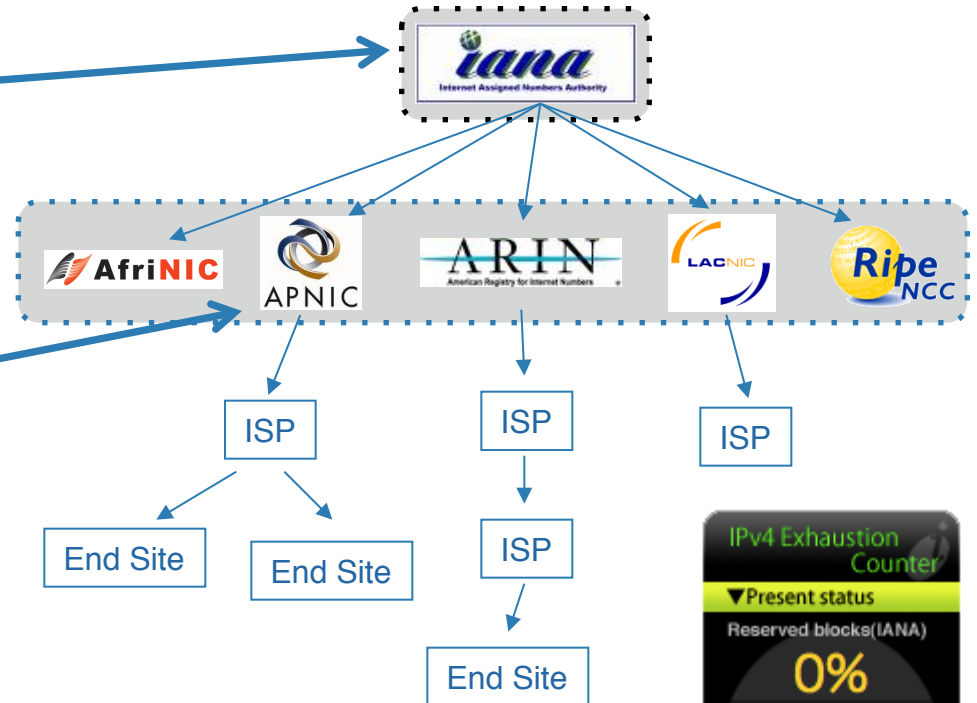 iana
Internet Assigned Numbers Authority
AfriNIC
APNIC
ARIN
American Registry for Internet Numbers
LACNIC
Ripe
NCC
ISP
ISP
ISP
End Site
End Site
ISP
End Site
IPv4 Exhaustion
Counter
▼Present status
Reserved blocks(IANA)
0%